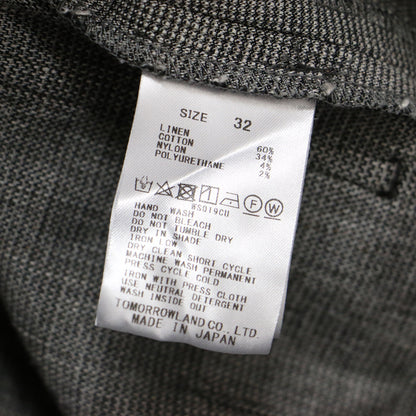 SIZE 32
LINEN 60%
COTTON 34%
NYLON 4%
POLYURETHANE 2%
F W
WS019CU
HAND WASH
DO NOT BLEACH
DO NOT TUMBLE DRY
DRY IN SHADE
IRON LOW
DRY CLEAN SHORT CYCLE
MACHINE WASH PERMANENT
PRESS CYCLE COLD
IRON WITH PRESS CLOTH
USE NEUTRAL DETERGENT
WASH INSIDE OUT
TOMORROWLAND CO., LTD.
MADE IN JAPAN